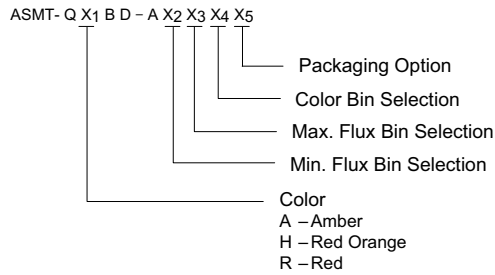 ASMT- Q X1 B D – A X2 X3 X4 X5
Packaging Option
Color Bin Selection
Max. Flux Bin Selection
Min. Flux Bin Selection
Color
A – Amber
H – Red Orange
R – Red